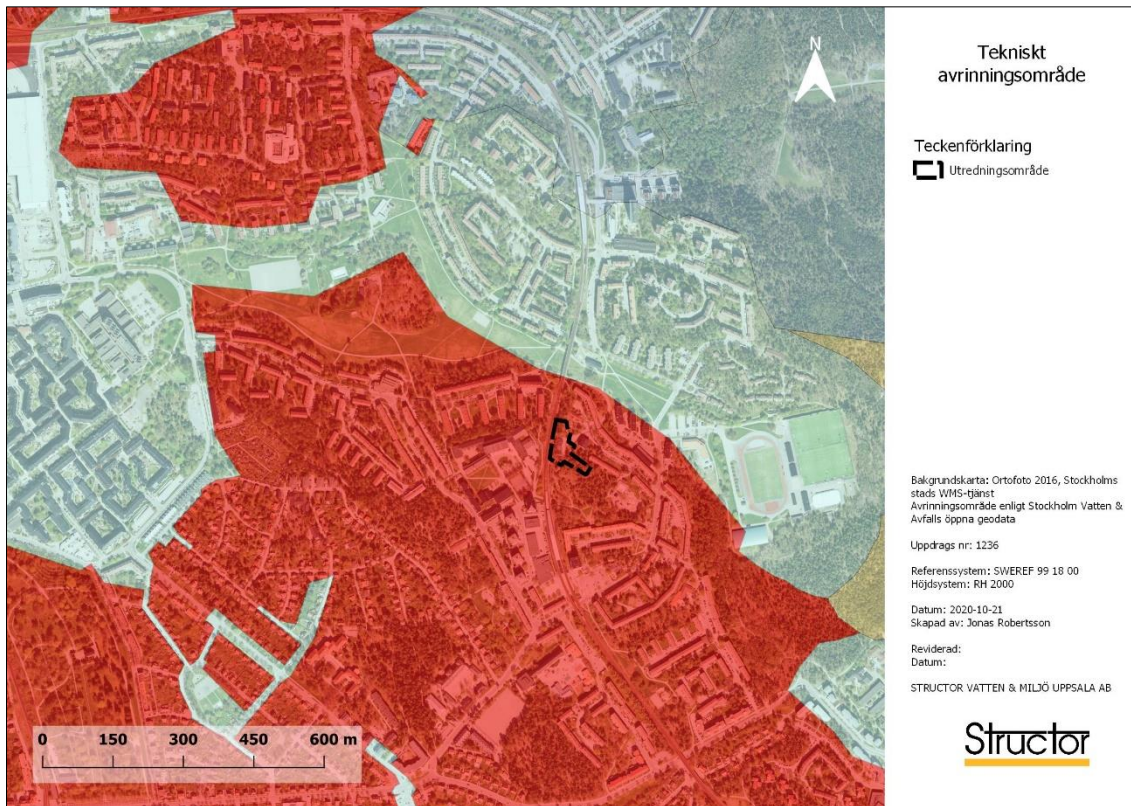 N
Tekniskt
avrinningsområde
Teckenförklaring
Utredningsområde
Bakgrundskarta: Ortofoto 2016, Stockholms
stads WMS-tjänst
Avrinningsområde enligt Stockholm Vatten &
Avfalls öppna geodata
Uppdrags nr: 1236
Referenssystem: SWEREF 99 18 00
Höjdsystem: RH 2000
Datum: 2020-10-21
Skapad av: Jonas Robertsson
Reviderad:
Datum:
STRUCTOR VATTEN & MILJÖ UPPSALA AB
Structor
0 150 300 450 600 m